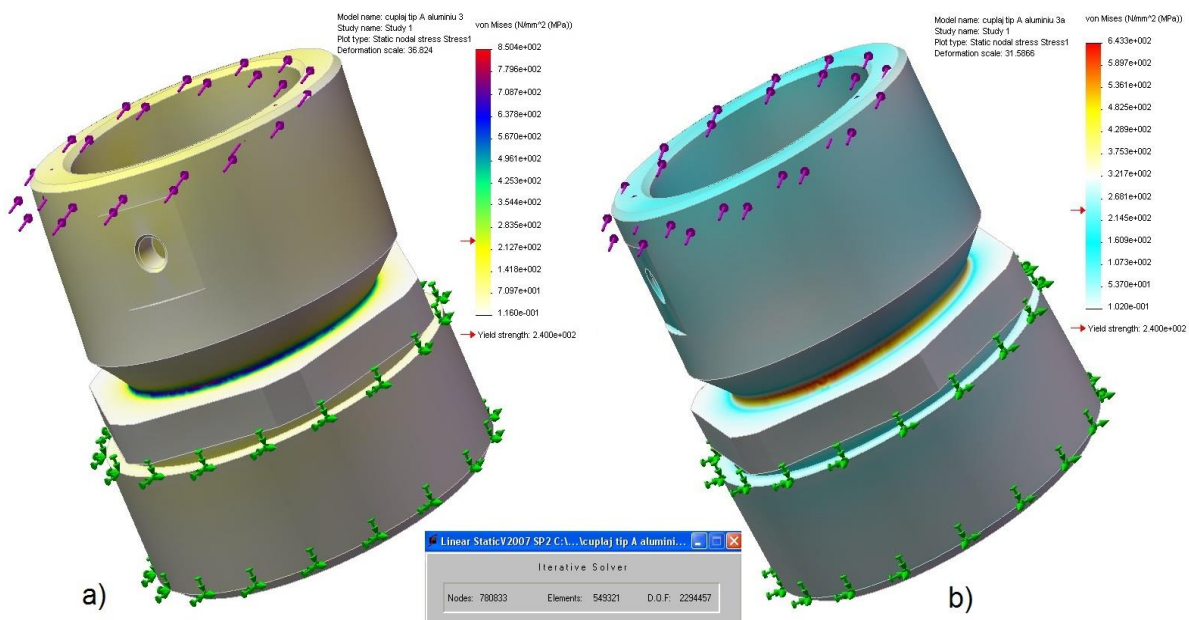 Model name: cuplaj tip A aluminiu 3
Study name: Study 1
Plot type: Static nodal stress Stress1
Deformation scale: 36.824
von Mises (N/mm^2 (MPa))
8.504e+002
7.796e+002
7.087e+002
6.378e+002
5.670e+002
4.961e+002
4.253e+002
3.544e+002
2.835e+002
2.127e+002
1.418e+002
7.097e+001
1.160e-001
Yield strength: 2.400e+002
Model name: cuplaj tip A aluminiu 3a
Study name: Study 1
Plot type: Static nodal stress Stress1
Deformation scale: 31.5866
von Mises (N/mm^2 (MPa))
6.433e+002
5.897e+002
5.361e+002
4.825e+002
4.289e+002
3.753e+002
3.217e+002
2.681e+002
2.145e+002
1.609e+002
1.073e+002
5.370e+001
1.020e-001
Yield strength: 2.400e+002
Linear StaticV2007 SP2 C:\...\cuplaj tip A alumini...
Iterative Solver
Nodes: 780833 Elements: 549321 D.O.F: 2294457
a)
b)